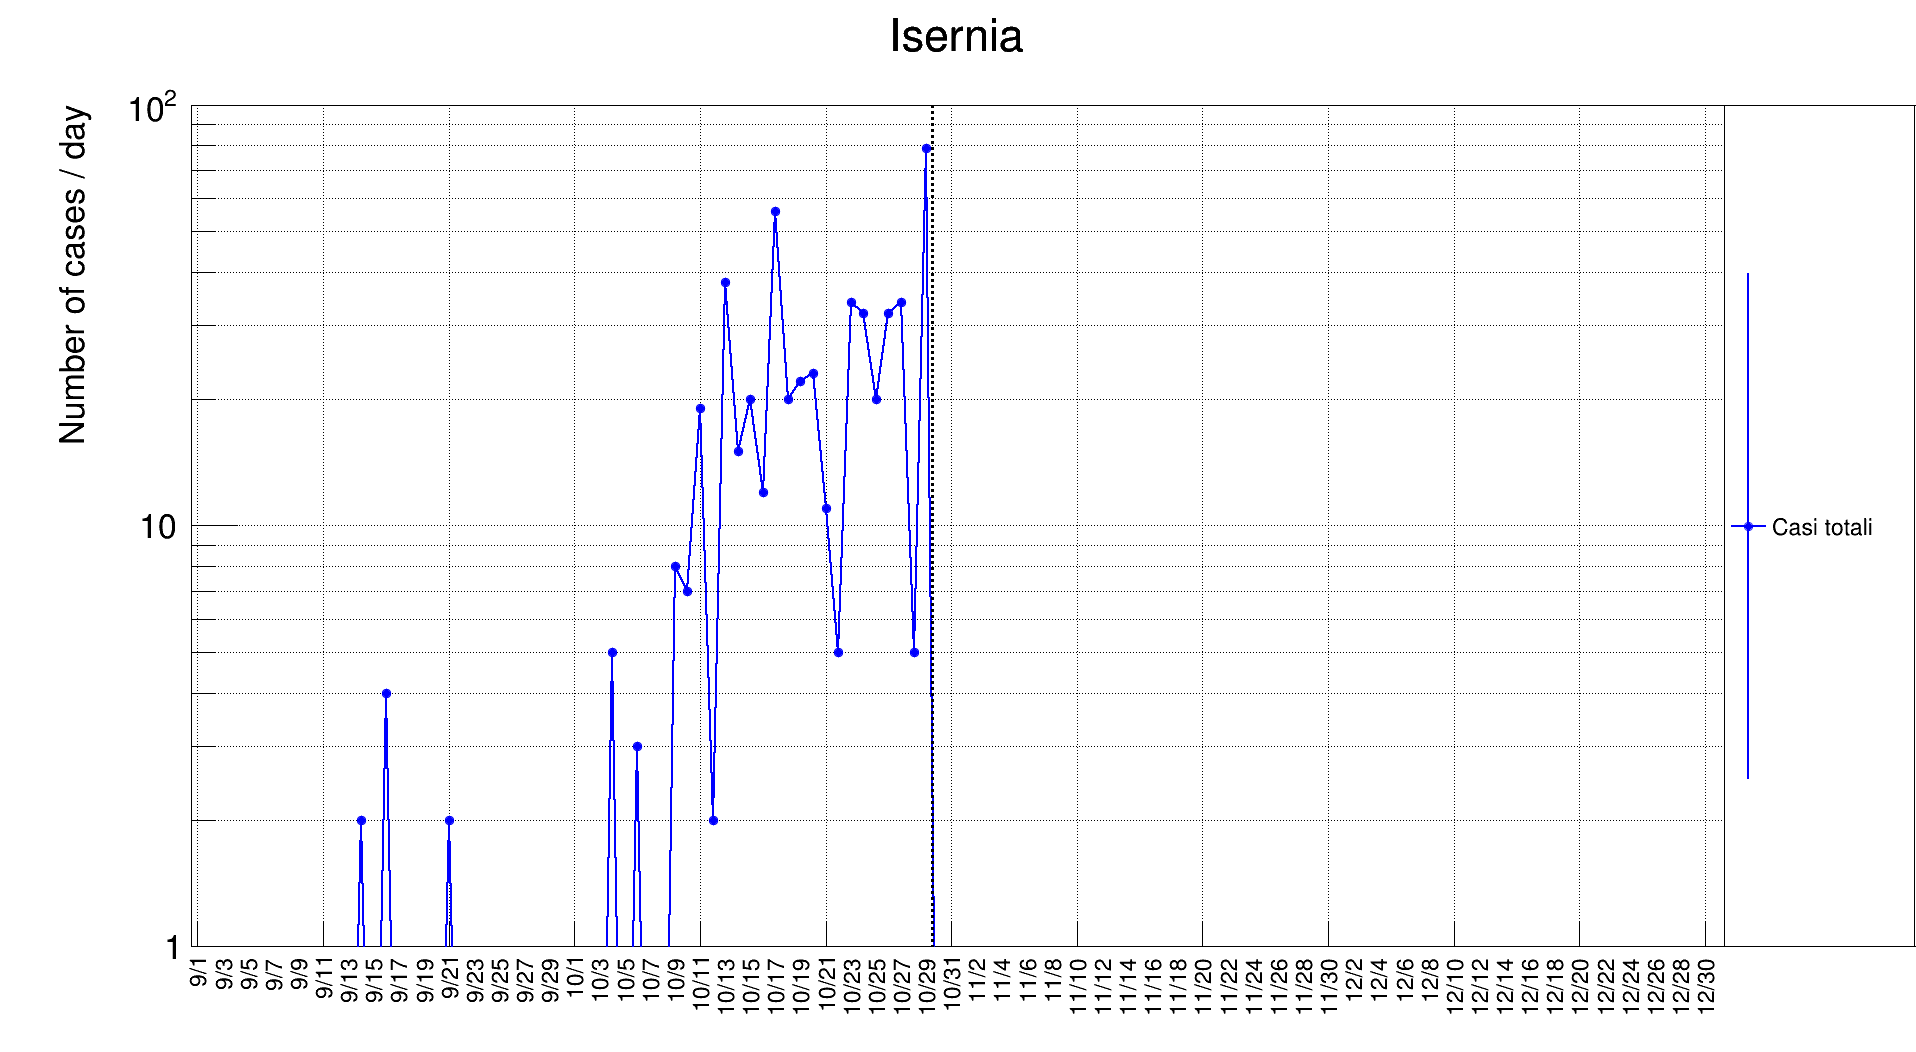 Isernia
Number of cases / day
10²
10
1
9/1 9/3 9/5 9/7 9/9 9/11 9/13 9/15 9/17 9/19 9/21 9/23 9/25 9/27 9/29 10/1 10/3 10/5 10/7 10/9 10/11 10/13 10/15 10/17 10/19 10/21 10/23 10/25 10/27 10/29 10/31 11/2 11/4 11/6 11/8 11/10 11/12 11/14 11/16 11/18 11/20 11/22 11/24 11/26 11/28 11/30 12/2 12/4 12/6 12/8 12/10 12/12 12/14 12/16 12/18 12/20 12/22 12/24 12/26 12/28 12/30
Casi totali